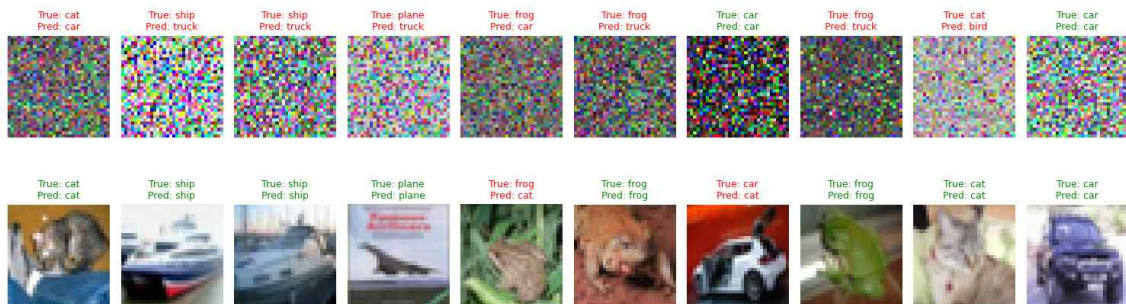 True: cat
Pred: car
True: ship
Pred: truck
True: ship
Pred: truck
True: plane
Pred: truck
True: frog
Pred: car
True: frog
Pred: truck
True: car
Pred: car
True: frog
Pred: truck
True: cat
Pred: bird
True: car
Pred: car
True: cat
Pred: cat
True: ship
Pred: ship
True: ship
Pred: ship
True: plane
Pred: plane
True: frog
Pred: cat
True: frog
Pred: frog
True: car
Pred: cat
True: frog
Pred: frog
True: cat
Pred: cat
True: car
Pred: car